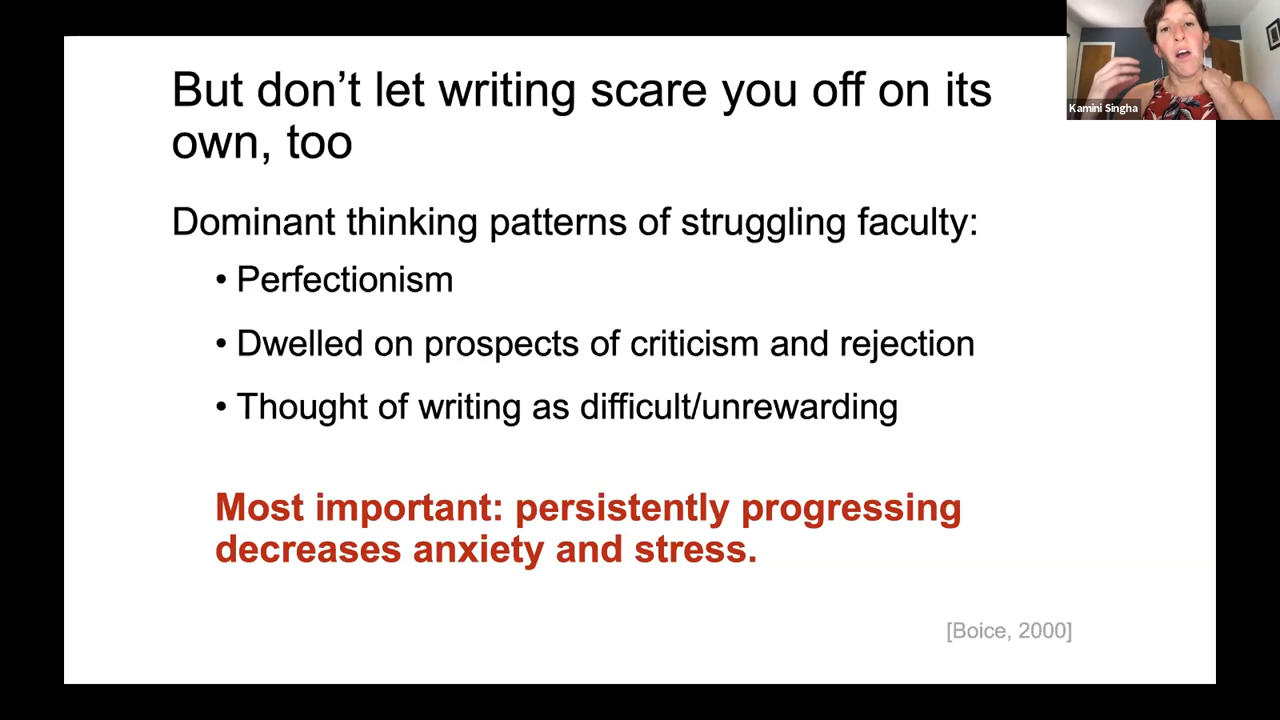 But don't let writing scare you off on its
own, too
Kamini Singha
Dominant thinking patterns of struggling faculty:
• Perfectionism
• Dwelled on prospects of criticism and rejection
• Thought of writing as difficult/unrewarding
Most important: persistently progressing
decreases anxiety and stress.
[Boice, 2000]